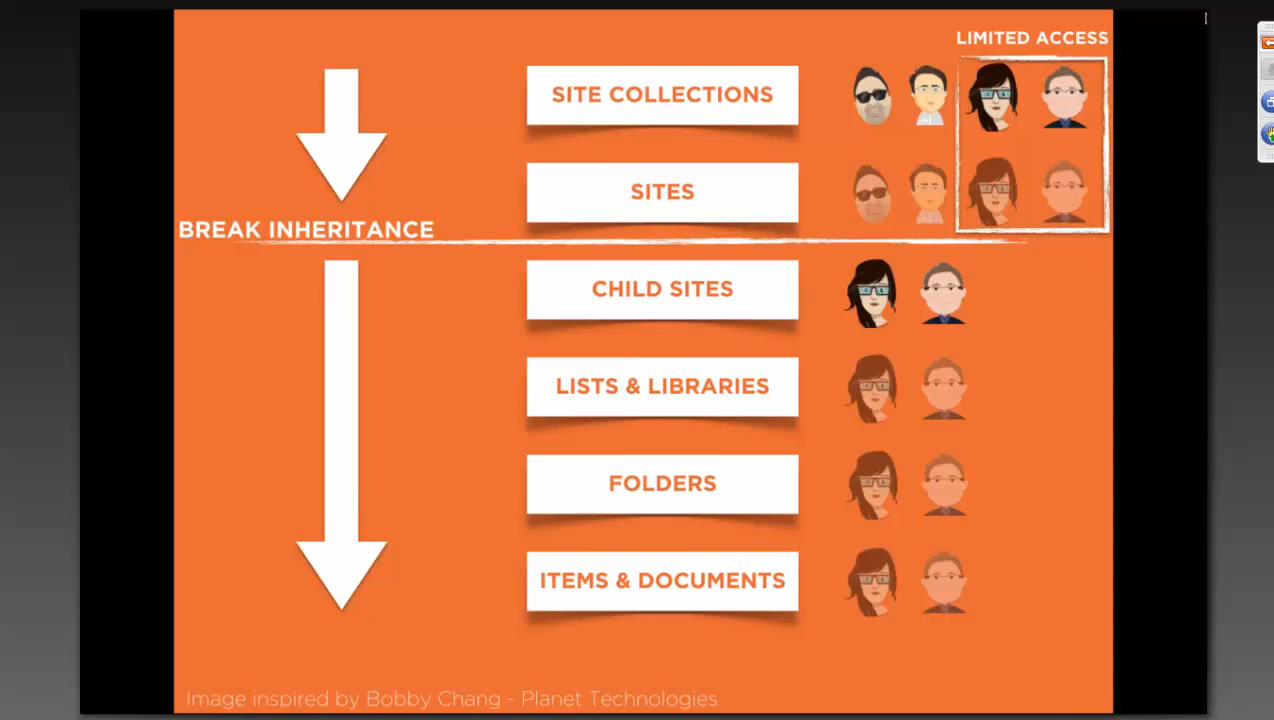 LIMITED ACCESS
SITE COLLECTIONS
SITES
BREAK INHERITANCE
CHILD SITES
LISTS & LIBRARIES
FOLDERS
ITEMS & DOCUMENTS
Image inspired by Bobby Chang - Planet Technologies